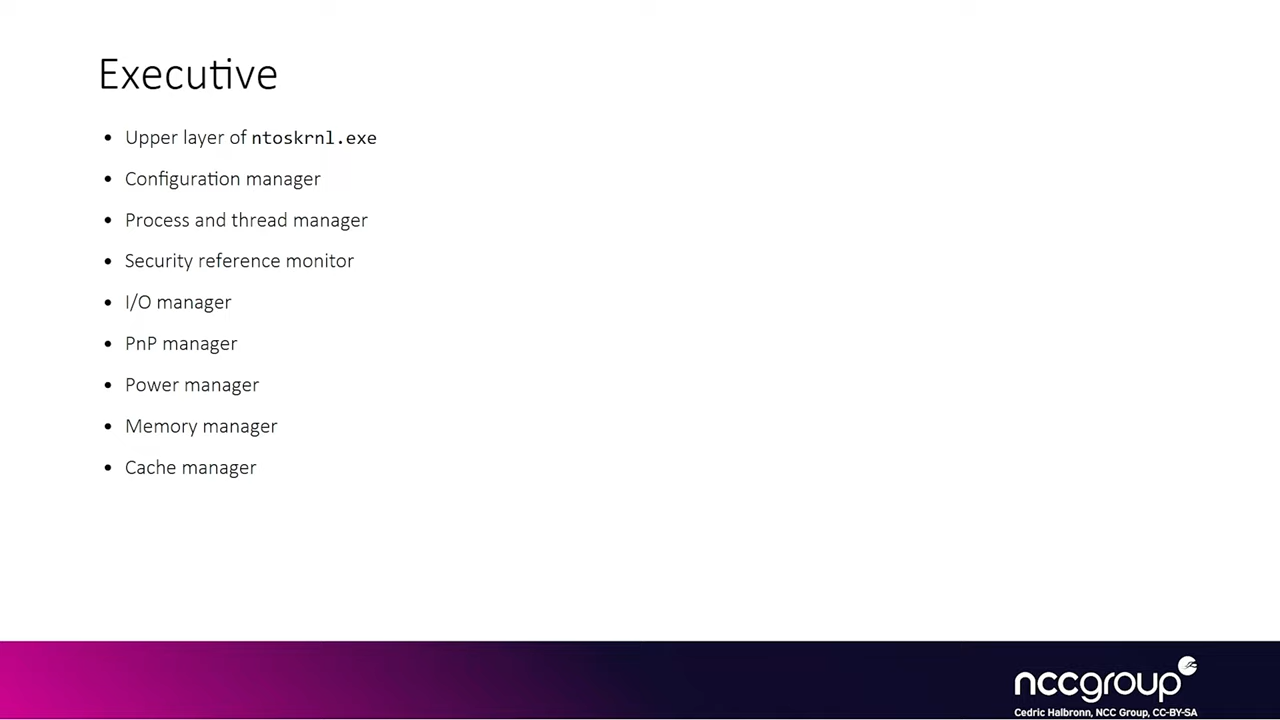 Executive
• Upper layer of ntoskrnl.exe
• Configuration manager
• Process and thread manager
• Security reference monitor
• I/O manager
• PnP manager
• Power manager
• Memory manager
• Cache manager
nccgroup
Cedric Halbronn, NCC Group, CC-BY-SA